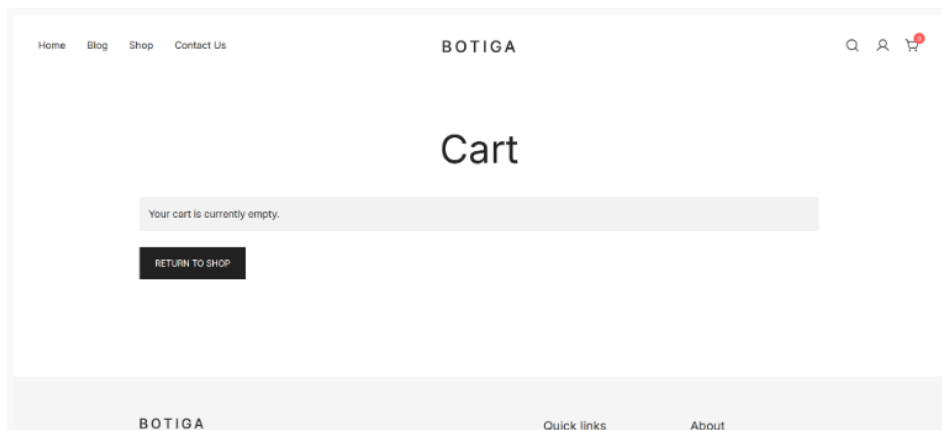 Home Blog Shop Contact Us BOTIGA 0
Cart
Your cart is currently empty.
RETURN TO SHOP
BOTIGA Quick links About